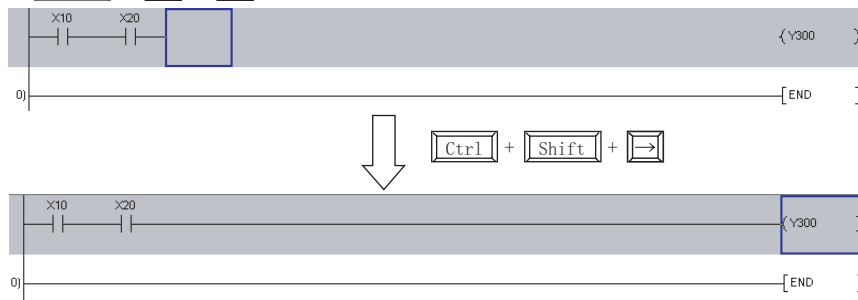 X10 X20
( Y300 )
0) [ END ]
Ctrl + Shift + →
X10 X20
( Y300 )
0) [ END ]